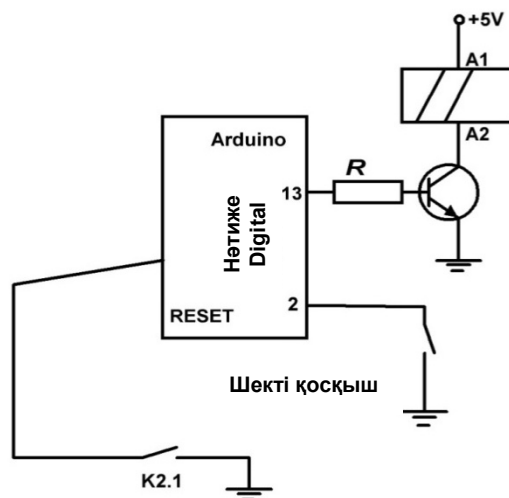 +5V
A1
A2
Arduino
R
13
Нәтиже
Digital
2
RESET
Шекті қосқыш
K2.1